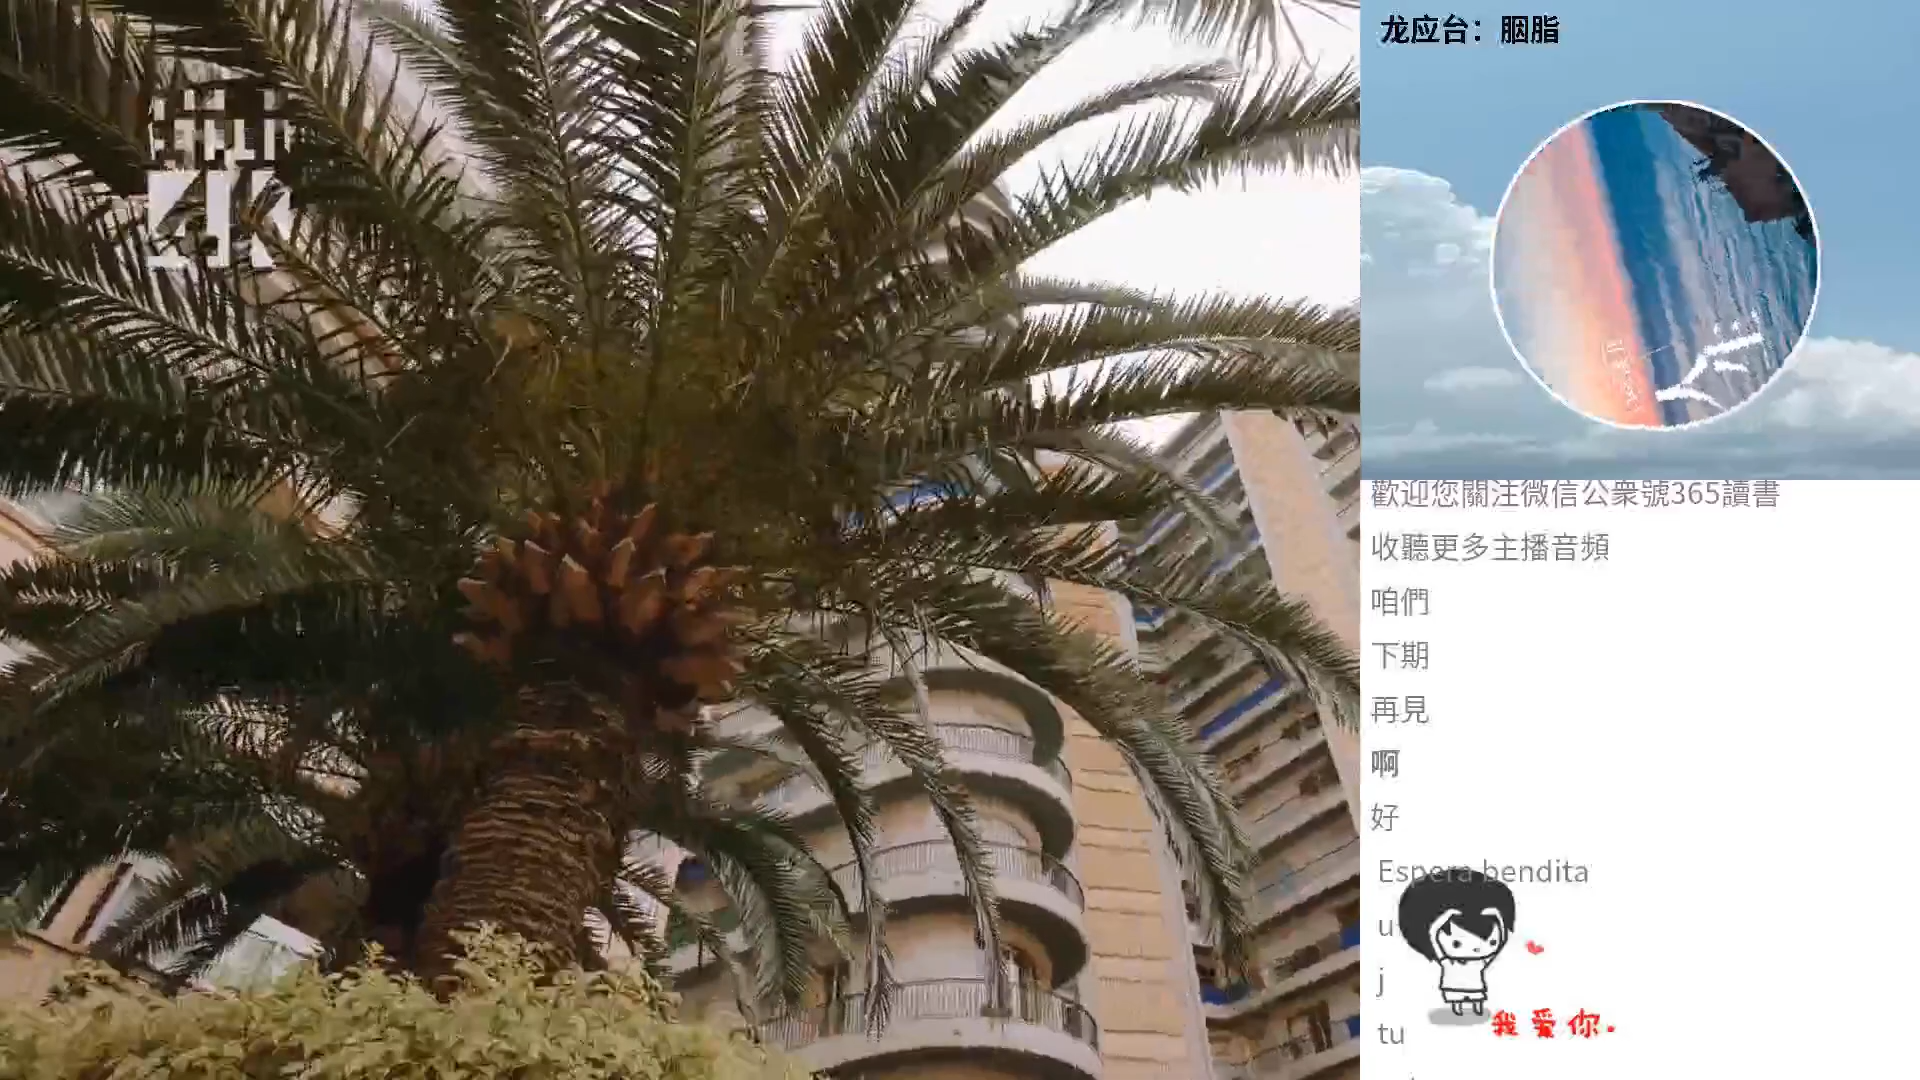 4K
龙应台：胭脂
歡迎您關注微信公衆號365讀書
收聽更多主播音頻
咱們
下期
再見
啊
好
Espera bendita
u
j
tu
我爱你.